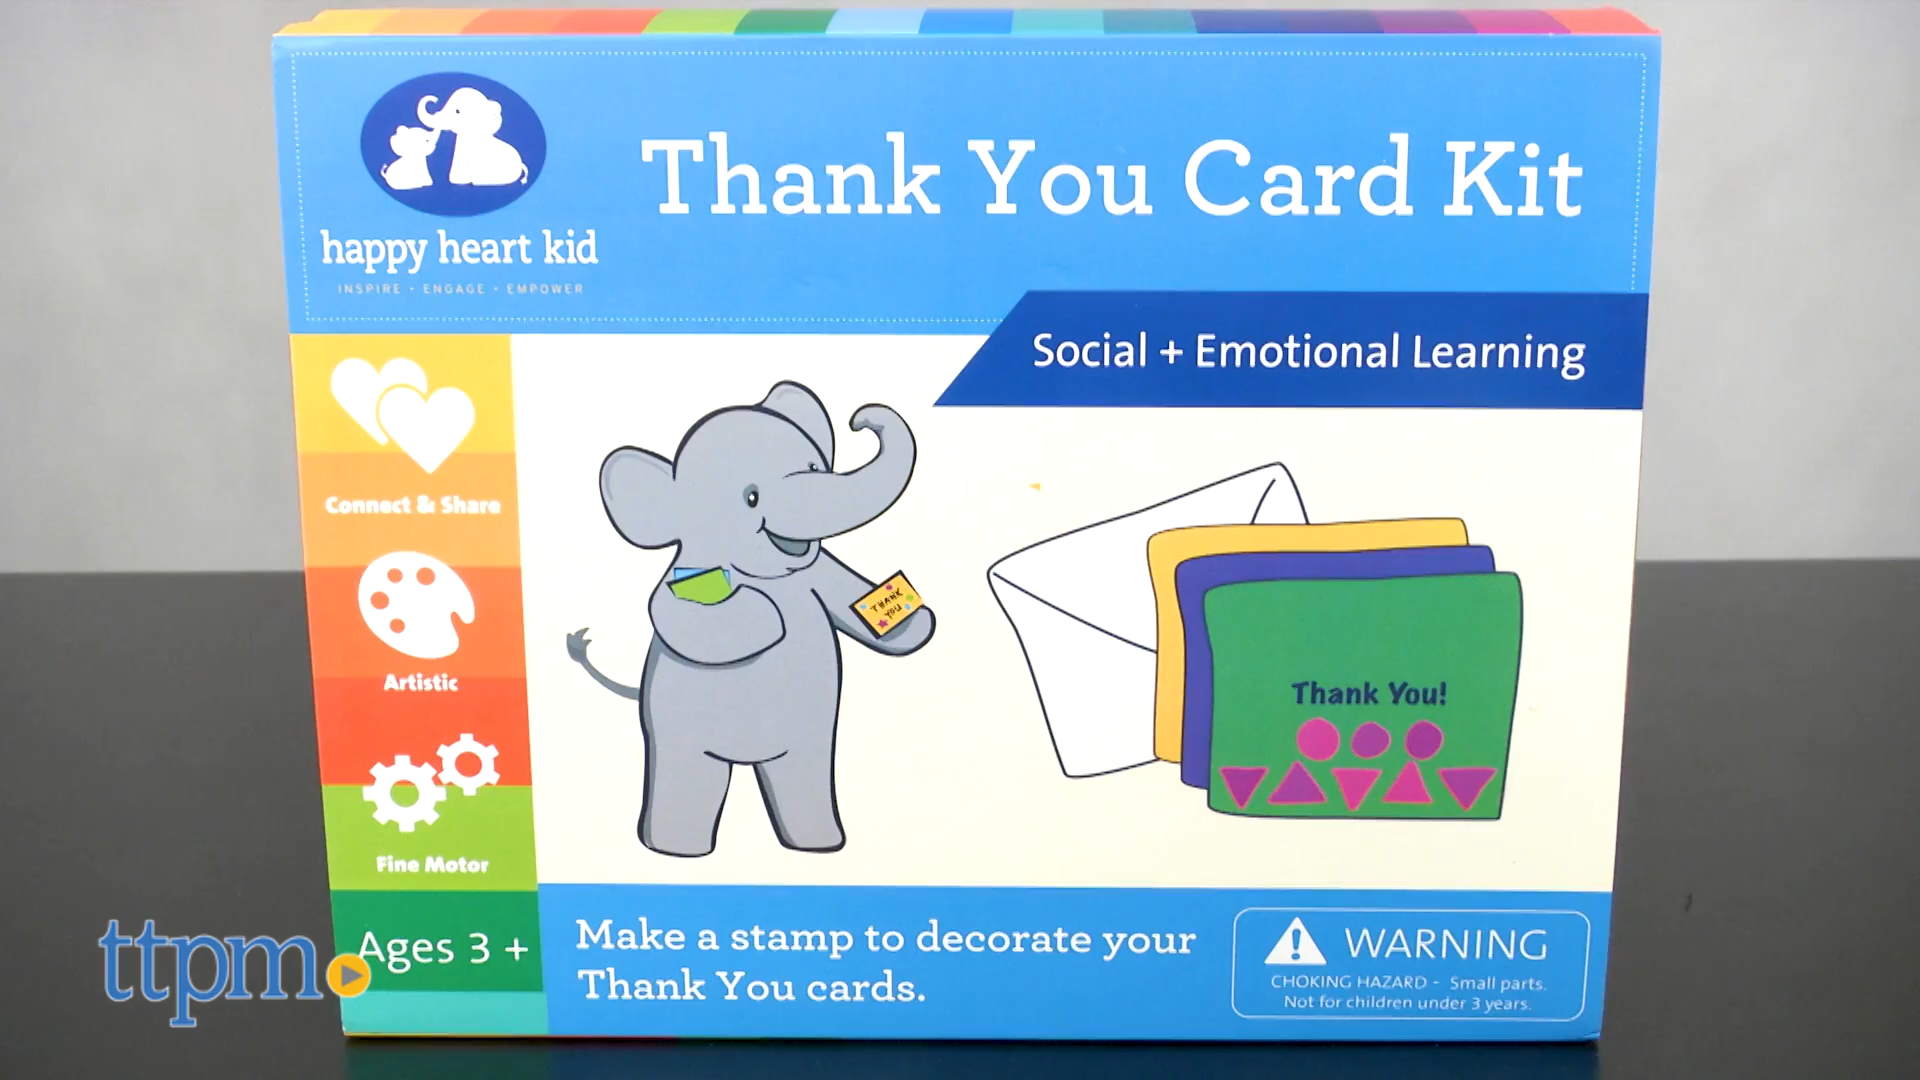 Thank You Card Kit
happy heart kid
INSPIRE • ENGAGE • EMPOWER
Social + Emotional Learning
Connect & Share
Artistic
Fine Motor
Ages 3 +
THANK
YOU
Thank You!
Make a stamp to decorate your
Thank You cards.
WARNING
CHOKING HAZARD - Small parts.
Not for children under 3 years.
ttpm